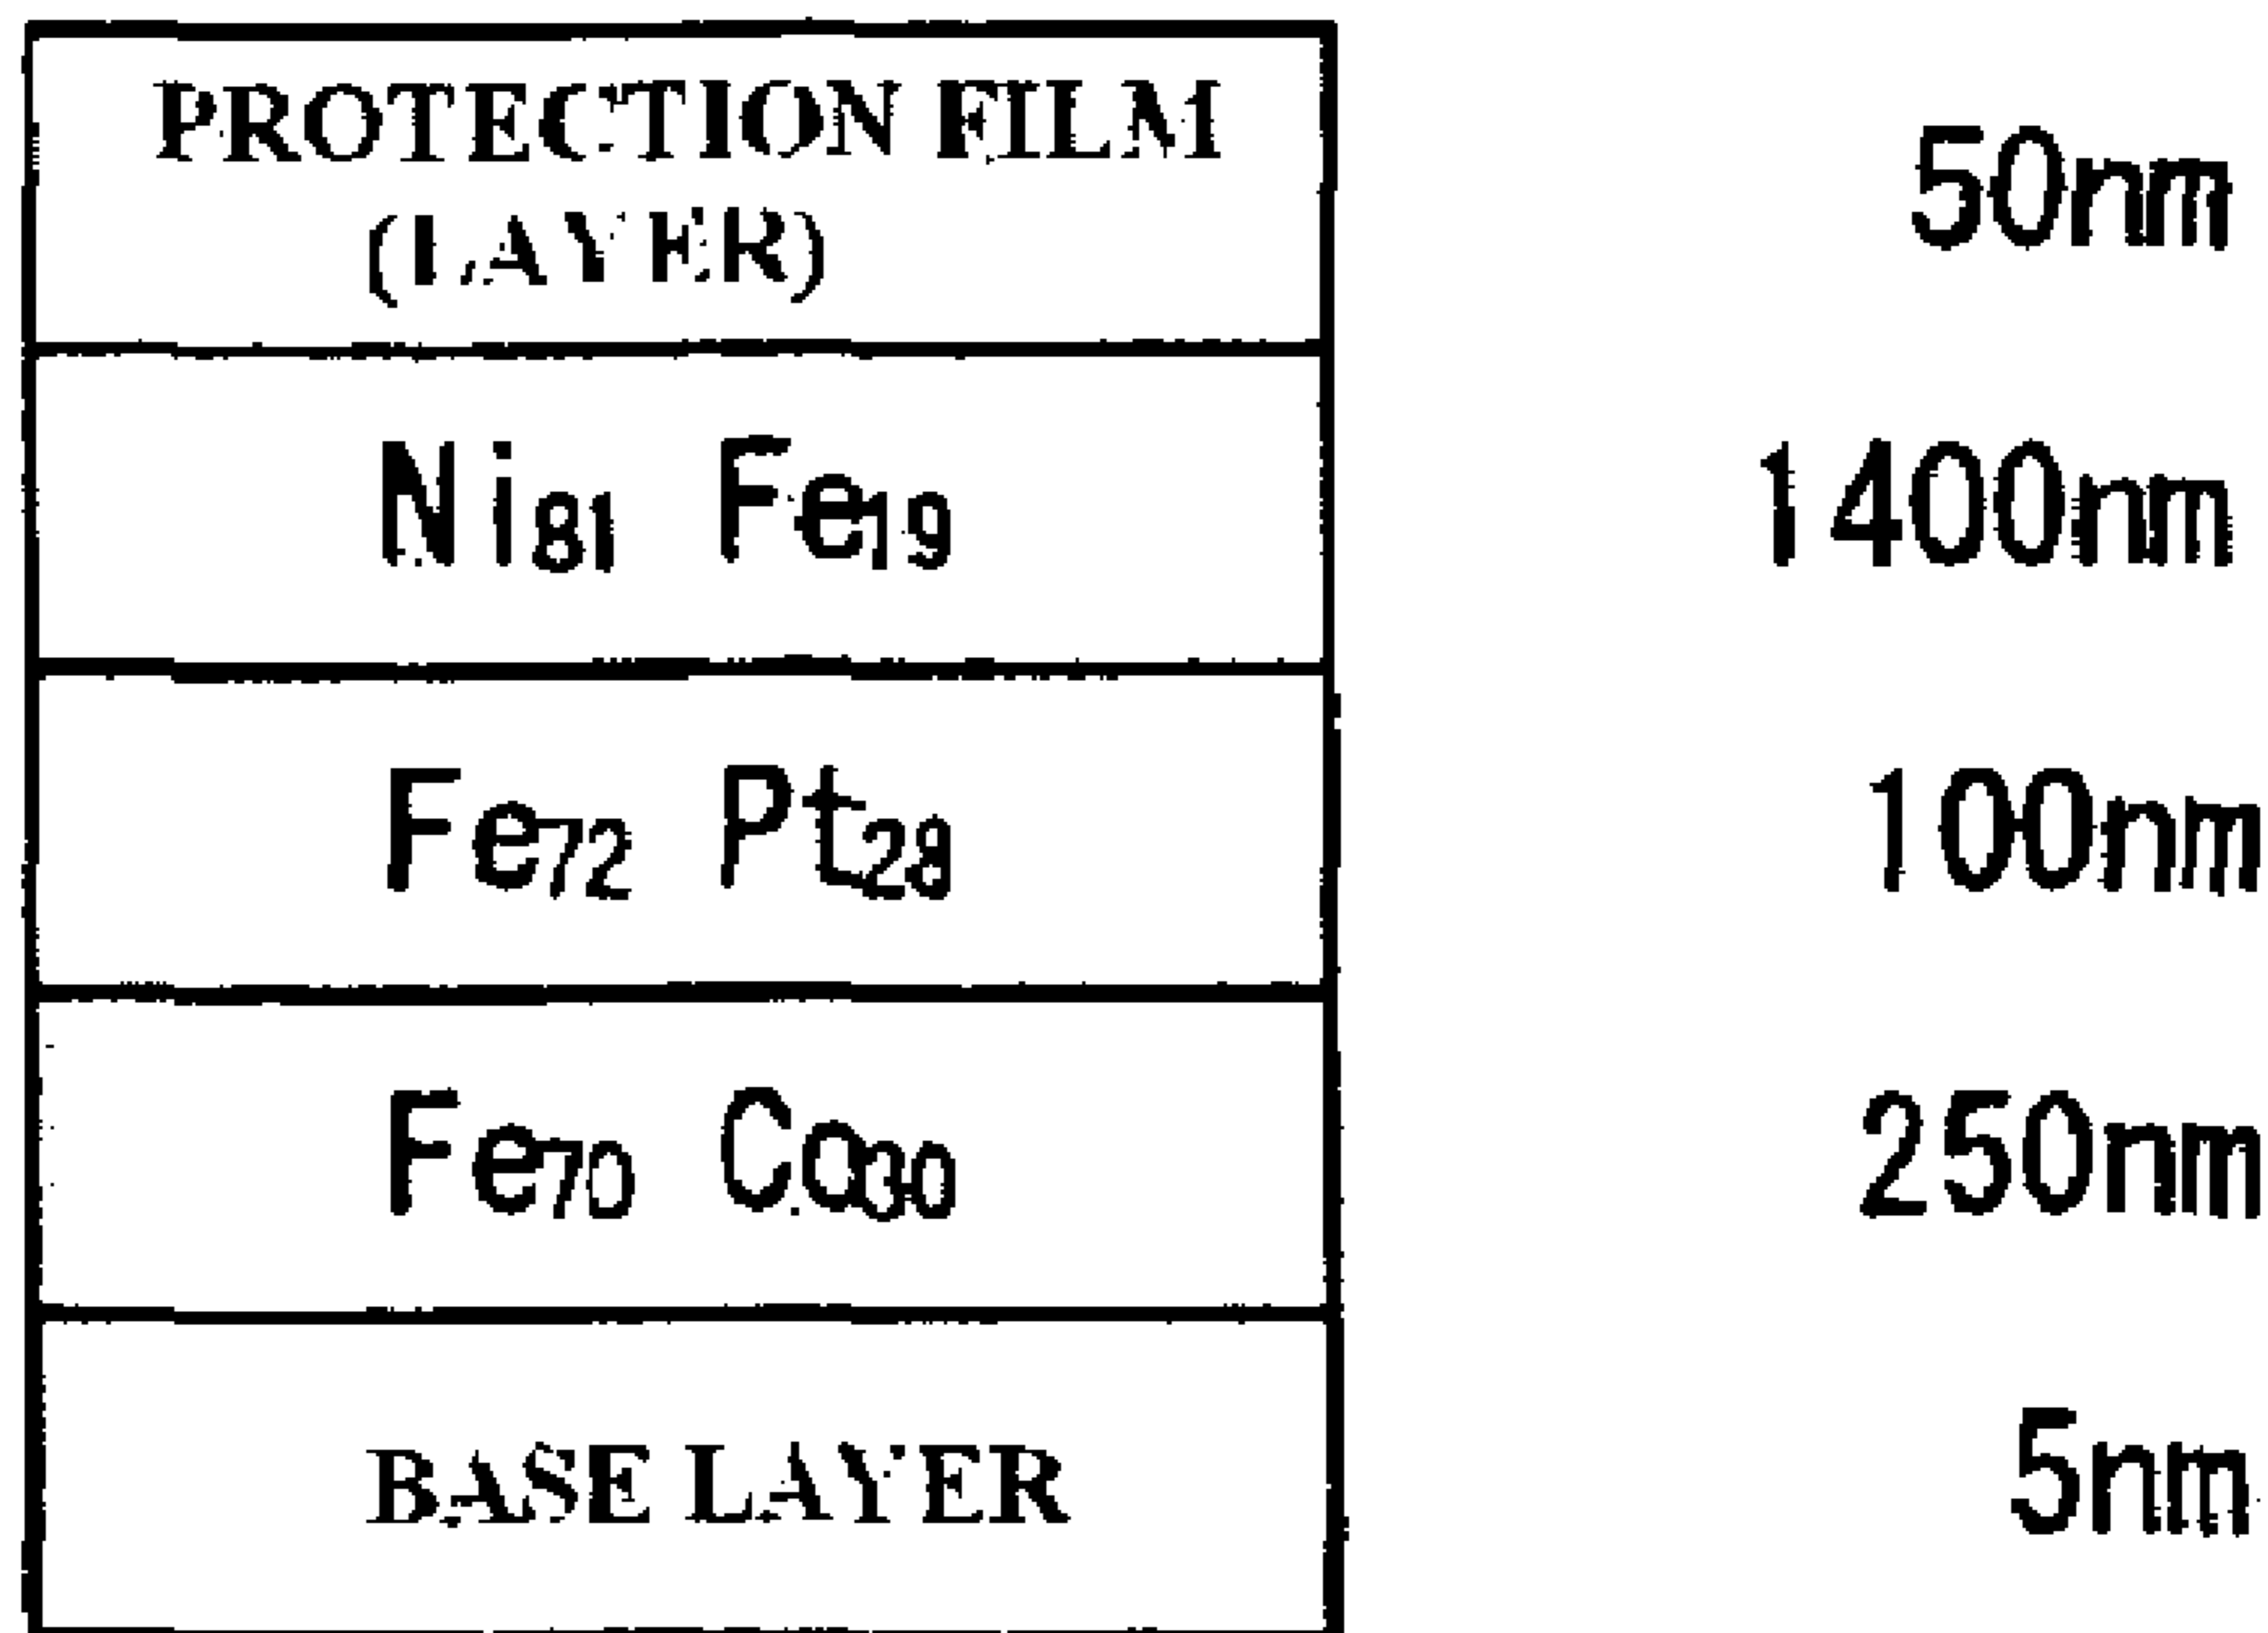 PROTECTION FILM
(LAYER)
50nm
Ni81 Fe19
1400nm
Fe72 Pt28
100nm
Fe70 Co30
250nm
BASE LAYER
5nm